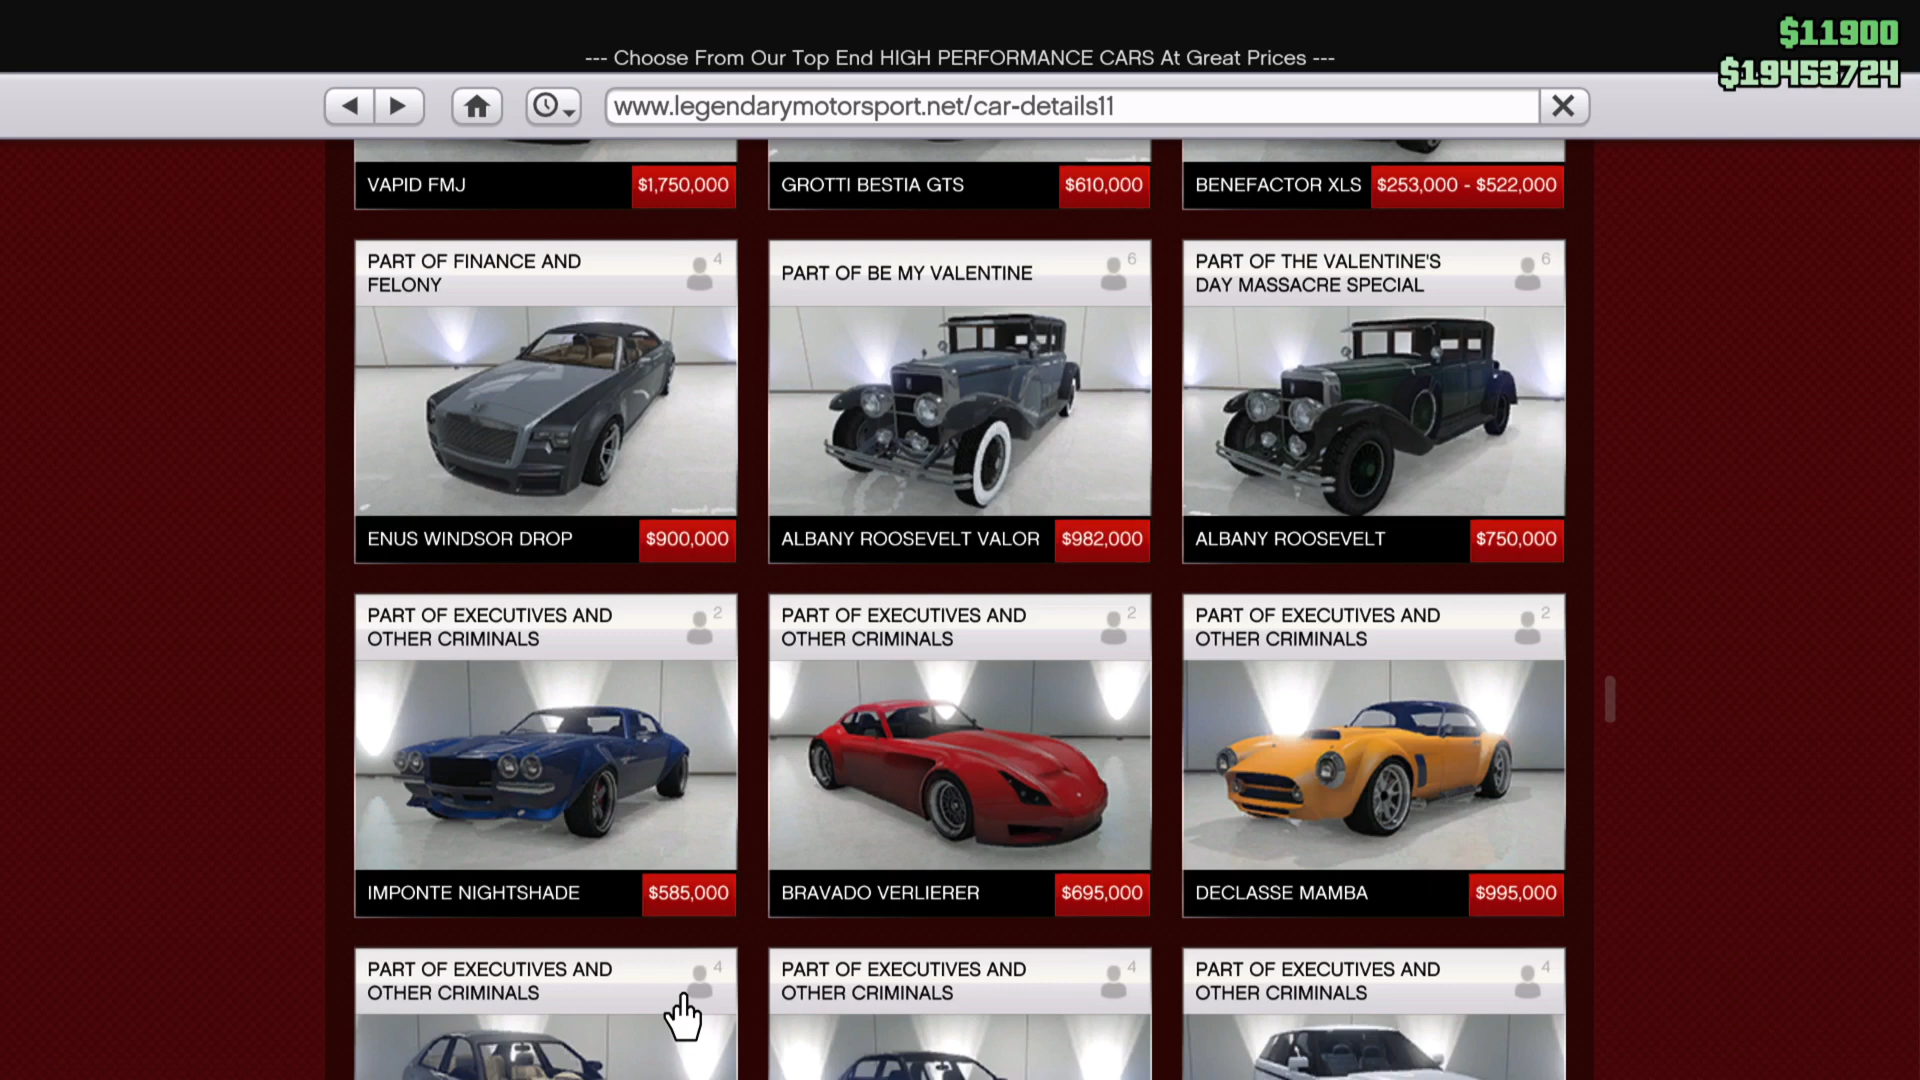 $11900
--- Choose From Our Top End HIGH PERFORMANCE CARS At Great Prices ---
$19453724
www.legendarymotorsport.net/car-details11
VAPID FMJ
$1,750,000
GROTTI BESTIA GTS
$610,000
BENEFACTOR XLS
$253,000 - $522,000
PART OF FINANCE AND
FELONY
4
PART OF BE MY VALENTINE
6
PART OF THE VALENTINE'S
DAY MASSACRE SPECIAL
6
ENUS WINDSOR DROP
$900,000
ALBANY ROOSEVELT VALOR
$982,000
ALBANY ROOSEVELT
$750,000
PART OF EXECUTIVES AND
OTHER CRIMINALS
2
PART OF EXECUTIVES AND
OTHER CRIMINALS
2
PART OF EXECUTIVES AND
OTHER CRIMINALS
2
IMPONTE NIGHTSHADE
$585,000
BRAVADO VERLIERER
$695,000
DECLASSE MAMBA
$995,000
PART OF EXECUTIVES AND
OTHER CRIMINALS
4
PART OF EXECUTIVES AND
OTHER CRIMINALS
4
PART OF EXECUTIVES AND
OTHER CRIMINALS
4